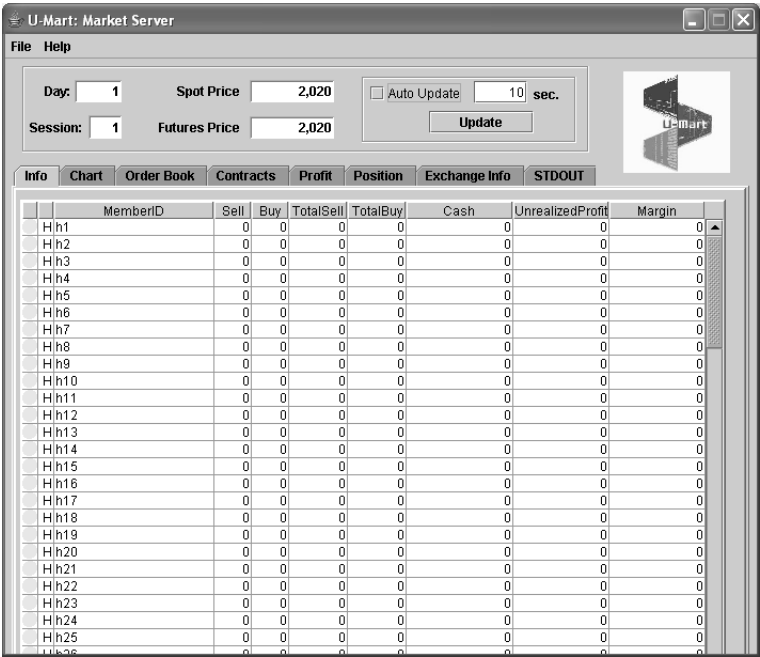 U-Mart: Market Server
File Help
Day: 1 Spot Price 2,020 Auto Update 10 sec.
Session: 1 Futures Price 2,020 Update
U-Mart
Info Chart Order Book Contracts Profit Position Exchange Info STDOUT
MemberID Sell Buy TotalSell TotalBuy Cash UnrealizedProfit Margin
H h1 0 0 0 0 0 0 0
H h2 0 0 0 0 0 0 0
H h3 0 0 0 0 0 0 0
H h4 0 0 0 0 0 0 0
H h5 0 0 0 0 0 0 0
H h6 0 0 0 0 0 0 0
H h7 0 0 0 0 0 0 0
H h8 0 0 0 0 0 0 0
H h9 0 0 0 0 0 0 0
H h10 0 0 0 0 0 0 0
H h11 0 0 0 0 0 0 0
H h12 0 0 0 0 0 0 0
H h13 0 0 0 0 0 0 0
H h14 0 0 0 0 0 0 0
H h15 0 0 0 0 0 0 0
H h16 0 0 0 0 0 0 0
H h17 0 0 0 0 0 0 0
H h18 0 0 0 0 0 0 0
H h19 0 0 0 0 0 0 0
H h20 0 0 0 0 0 0 0
H h21 0 0 0 0 0 0 0
H h22 0 0 0 0 0 0 0
H h23 0 0 0 0 0 0 0
H h24 0 0 0 0 0 0 0
H h25 0 0 0 0 0 0 0